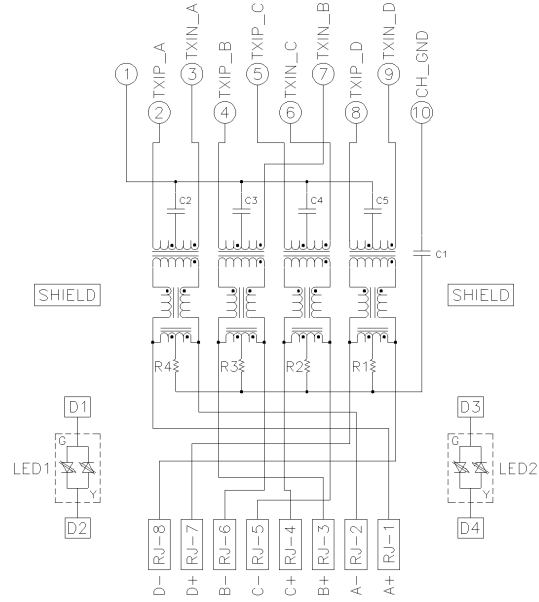 TXIP_A
TXIN_A
TXIP_B
TXIP_C
TXIN_C
TXIN_B
TXIP_D
TXIN_D
CH_GND
1
3
5
7
9
2
4
6
8
10
C2
C3
C4
C5
C1
SHIELD
SHIELD
R4
R3
R2
R1
D1
D3
G
G
LED1
LED2
Y
Y
D2
D4
RJ-8
RJ-7
RJ-6
RJ-5
RJ-4
RJ-3
RJ-2
RJ-1
D-
D+
B-
C-
C+
B+
A-
A+